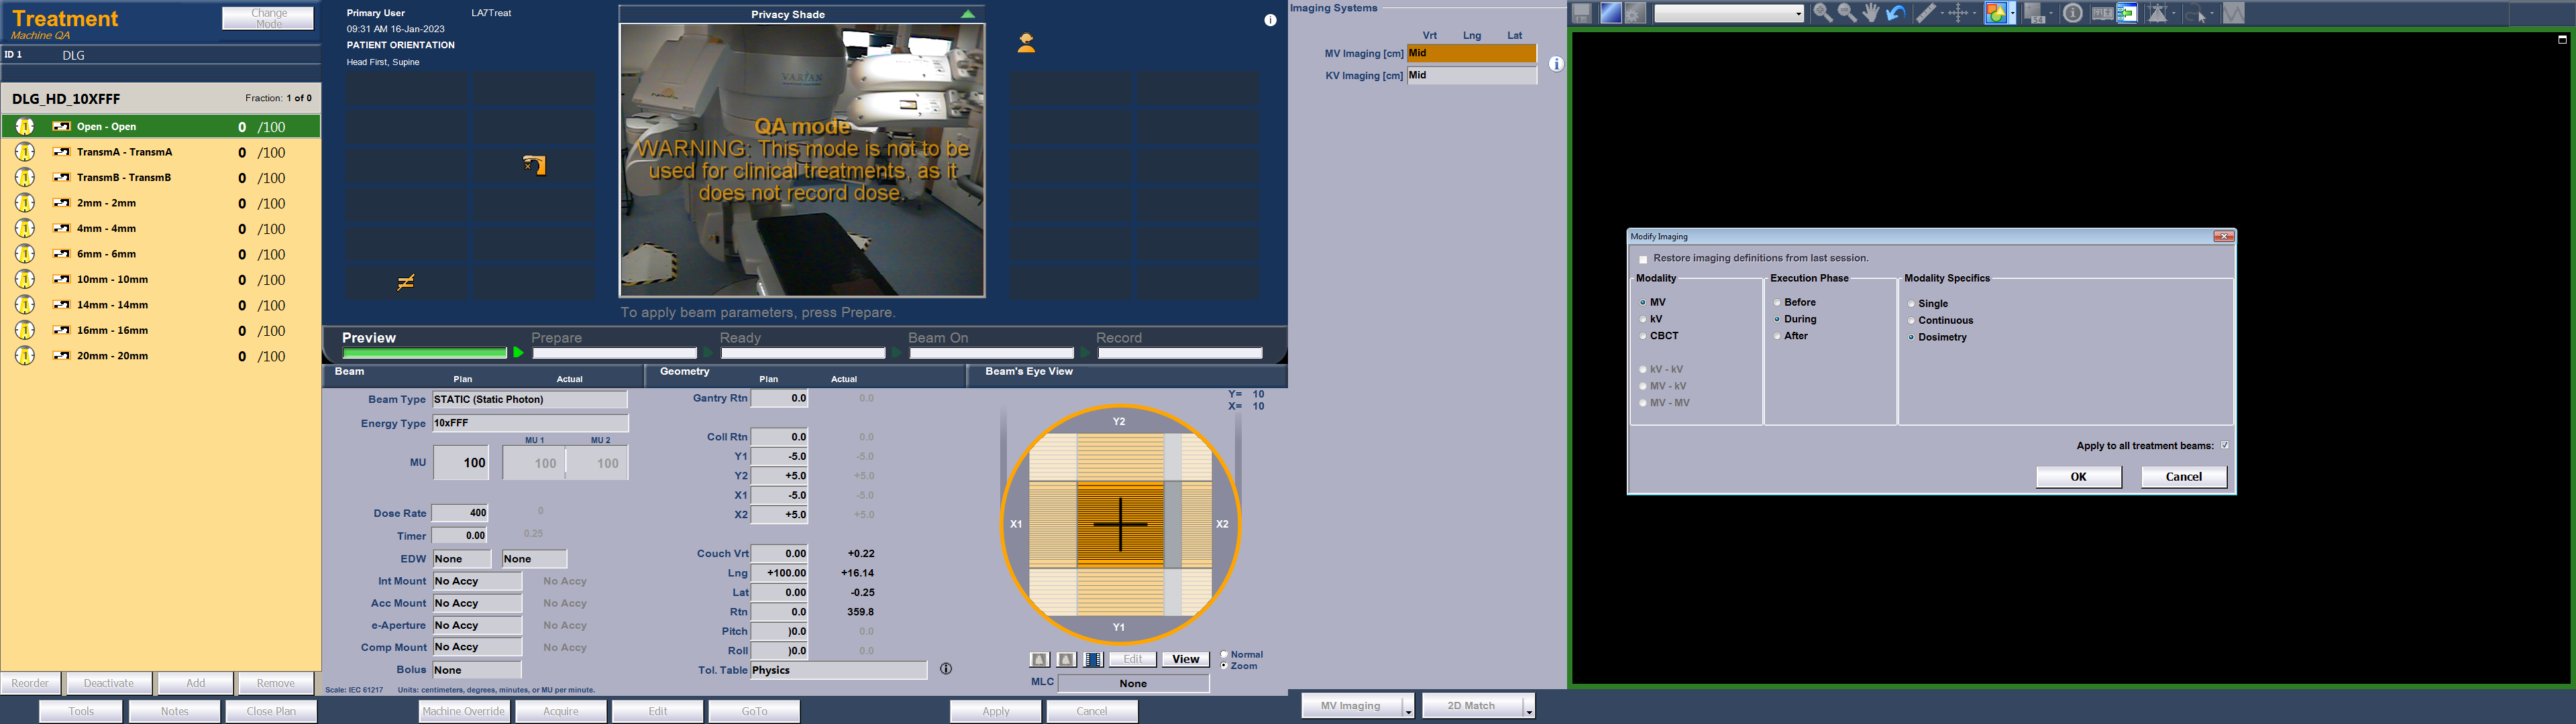 Treatment
Machine QA
Change Mode
ID 1 DLG
DLG_HD_10XFFF Fraction: 1 of 0
Open - Open 0 /100
TransmA - TransmA 0 /100
TransmB - TransmB 0 /100
2mm - 2mm 0 /100
4mm - 4mm 0 /100
6mm - 6mm 0 /100
10mm - 10mm 0 /100
14mm - 14mm 0 /100
16mm - 16mm 0 /100
20mm - 20mm 0 /100
Reorder Deactivate Add Remove
Tools Notes Close Plan
Primary User LA7Treat
09:31 AM 16-Jan-2023
PATIENT ORIENTATION
Head First, Supine
Privacy Shade
VARIAN
QA mode
WARNING: This mode is not to be
used for clinical treatments, as it
does not record dose.
To apply beam parameters, press Prepare.
Preview Prepare Ready Beam On Record
Beam Plan Actual
Beam Type STATIC (Static Photon)
Energy Type 10xFFF
MU 1 MU 2
MU 100 100 100
Dose Rate 400 0
Timer 0.00 0.25
EDW None None
Int Mount No Accy No Accy
Acc Mount No Accy No Accy
e-Aperture No Accy No Accy
Comp Mount No Accy No Accy
Bolus None
Scale: IEC 61217 Units: centimeters, degrees, minutes, or MU per minute.
Geometry Plan Actual
Gantry Rtn 0.0 0.0
Coll Rtn 0.0 0.0
Y1 -5.0 -5.0
Y2 +5.0 +5.0
X1 -5.0 -5.0
X2 +5.0 +5.0
Couch Vrt 0.00 +0.22
Lng +100.00 +16.14
Lat 0.00 -0.25
Rtn 0.0 359.8
Pitch )0.0 0.0
Roll )0.0 0.0
Tol. Table Physics
Beam's Eye View
Y= 10
X= 10
Y2
X1 X2
Y1
Edit View Normal
Zoom
MLC None
Machine Override Acquire Edit GoTo Apply Cancel
Imaging Systems
Vrt Lng Lat
MV Imaging [cm] Mid
KV Imaging [cm] Mid
MV Imaging 2D Match
Modify Imaging
Restore imaging definitions from last session.
Modality Execution Phase Modality Specifics
MV Before Single
kV During Continuous
CBCT After Dosimetry
kV - kV
MV - kV
MV - MV
Apply to all treatment beams:
OK Cancel